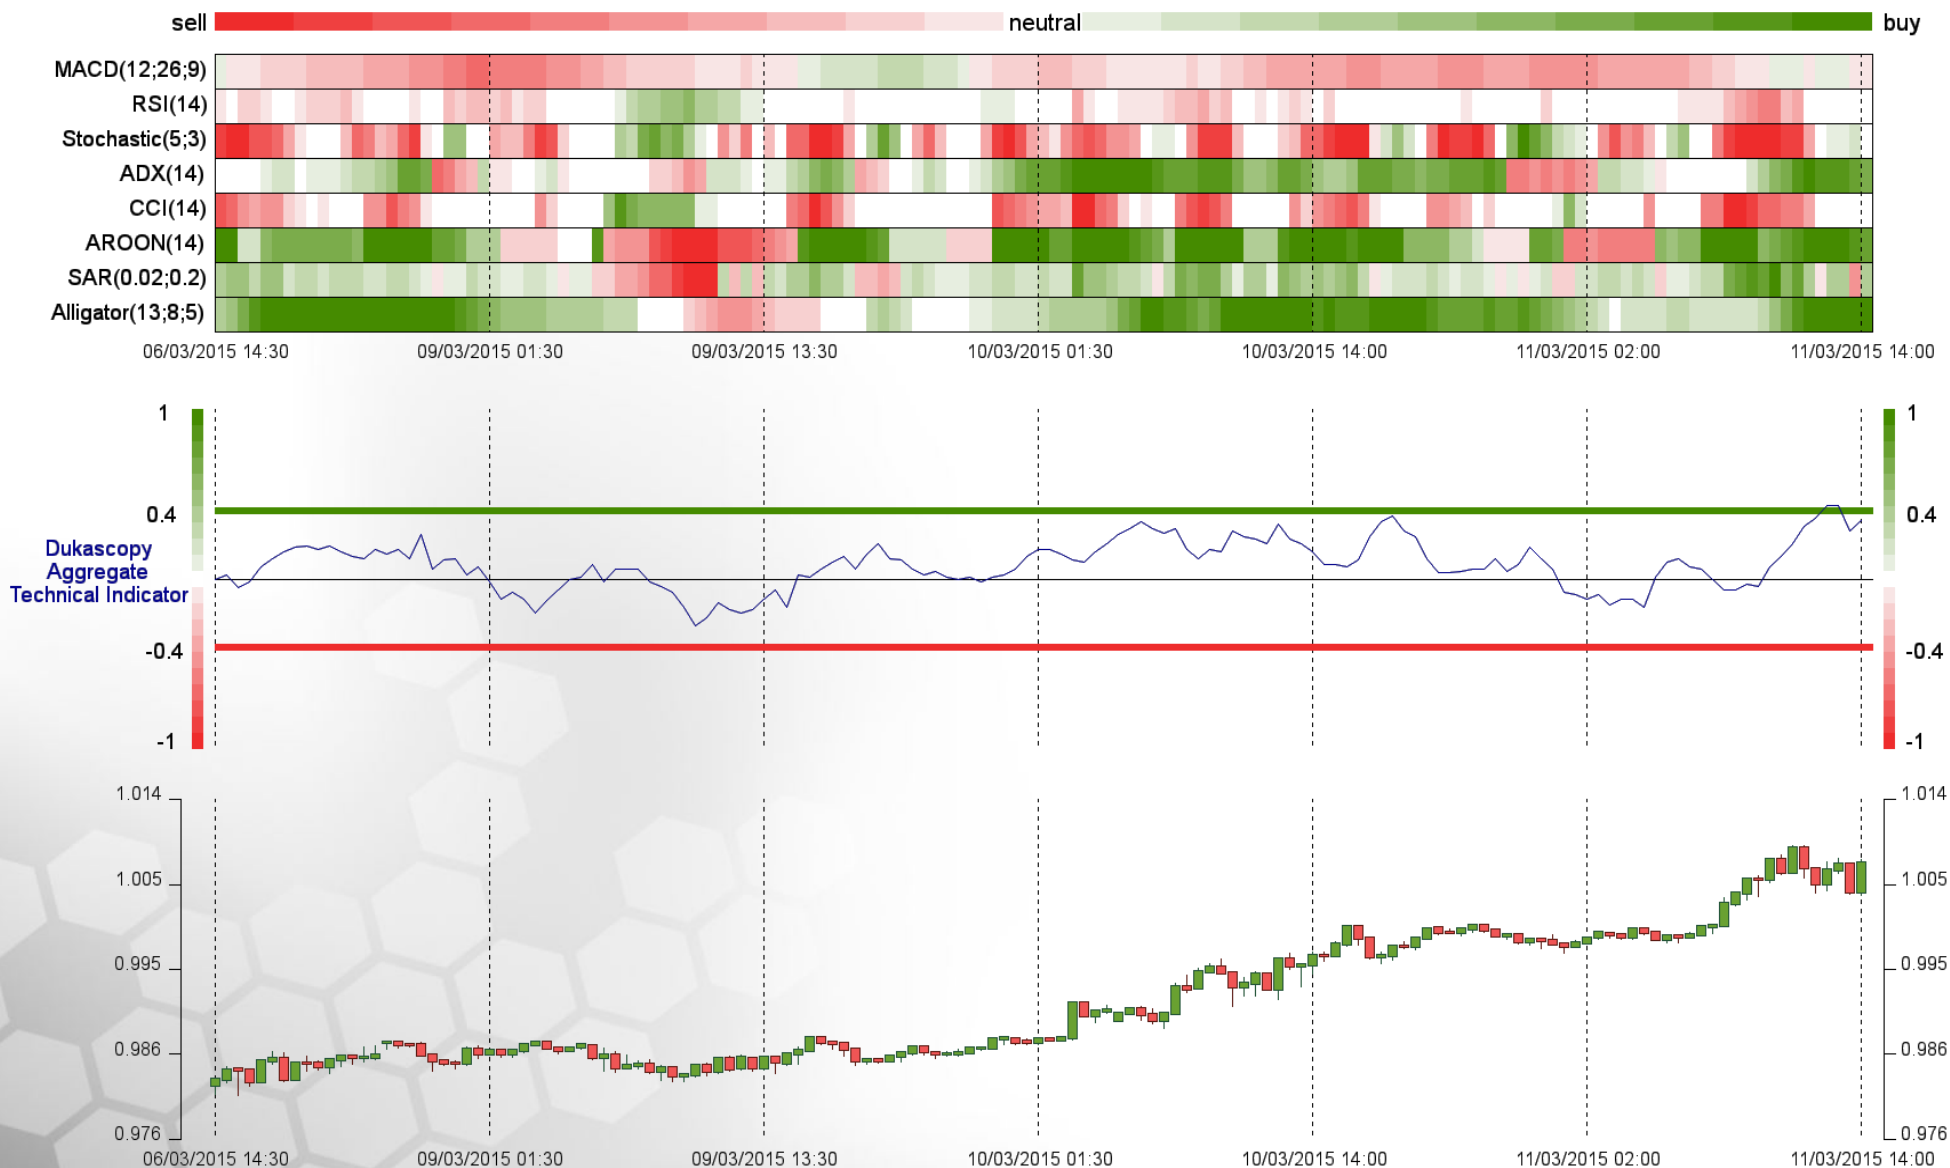 sell neutral buy
MACD(12;26;9)
RSI(14)
Stochastic(5;3)
ADX(14)
CCI(14)
AROON(14)
SAR(0.02;0.2)
Alligator(13;8;5)
06/03/2015 14:30 09/03/2015 01:30 09/03/2015 13:30 10/03/2015 01:30 10/03/2015 14:00 11/03/2015 02:00 11/03/2015 14:00
1 1
0.4 0.4
Dukascopy
Aggregate
Technical Indicator
-0.4 -0.4
-1 -1
1.014 1.014
1.005 1.005
0.995 0.995
0.986 0.986
0.976 0.976
06/03/2015 14:30 09/03/2015 01:30 09/03/2015 13:30 10/03/2015 01:30 10/03/2015 14:00 11/03/2015 02:00 11/03/2015 14:00